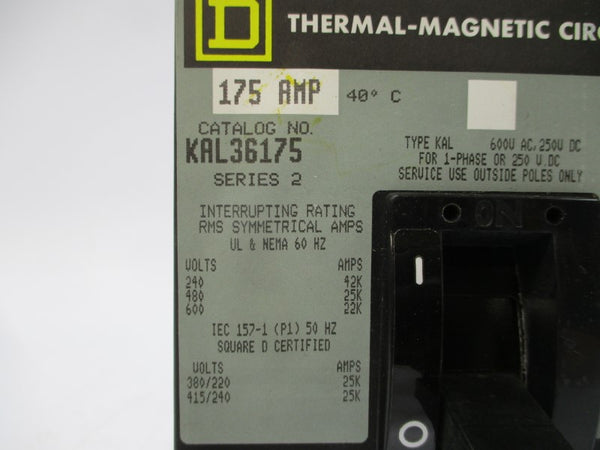 D
THERMAL-MAGNETIC CIRC
175 AMP 40° C
CATALOG NO.
KAL36175
SERIES 2
TYPE KAL 600V AC, 250V DC
FOR 1-PHASE OR 250 V.DC
SERVICE USE OUTSIDE POLES ONLY
INTERRUPTING RATING
RMS SYMMETRICAL AMPS
UL & NEMA 60 HZ
VOLTS AMPS
240 42K
480 25K
600 22K
IEC 157-1 (P1) 50 HZ
SQUARE D CERTIFIED
VOLTS AMPS
380/220 25K
415/240 25K
ON
I
O